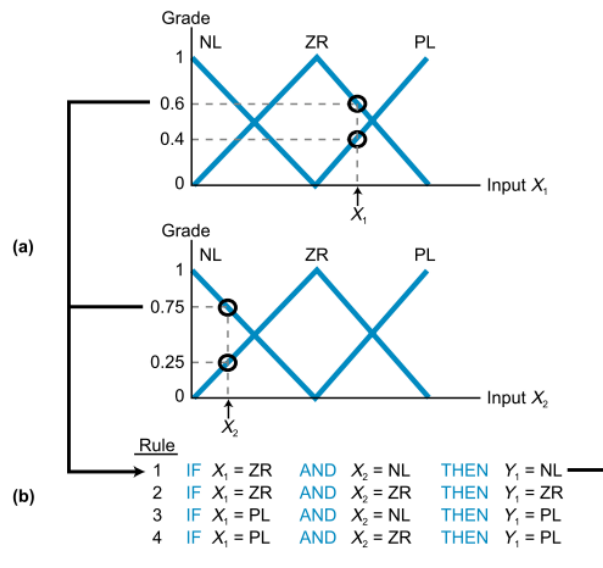 Grade
NL ZR PL
1
0.6
0.4
0
Input X₁
X₁
(a)
Grade
NL ZR PL
1
0.75
0.25
0
Input X₂
X₂
Rule
1 IF X₁ = ZR AND X₂ = NL THEN Y₁ = NL
(b)
2 IF X₁ = ZR AND X₂ = ZR THEN Y₁ = ZR
3 IF X₁ = PL AND X₂ = NL THEN Y₁ = PL
4 IF X₁ = PL AND X₂ = ZR THEN Y₁ = PL